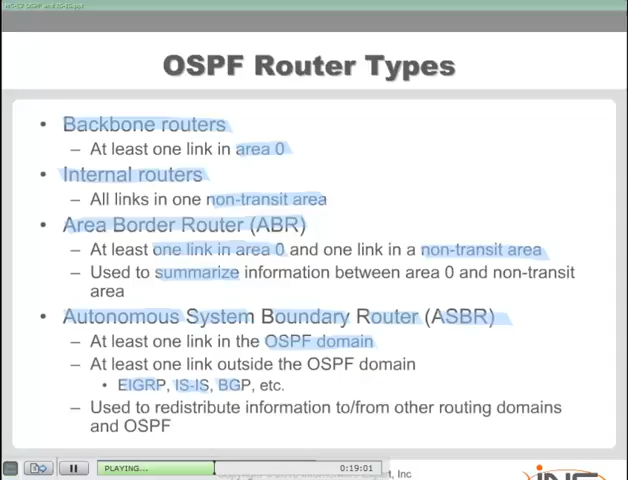 OSPF Router Types
• Backbone routers
– At least one link in area 0
• Internal routers
– All links in one non-transit area
• Area Border Router (ABR)
– At least one link in area 0 and one link in a non-transit area
– Used to summarize information between area 0 and non-transit
area
• Autonomous System Boundary Router (ASBR)
– At least one link in the OSPF domain
– At least one link outside the OSPF domain
• EIGRP, IS-IS, BGP, etc.
– Used to redistribute information to/from other routing domains
and OSPF
PLAYING... 0:19:01